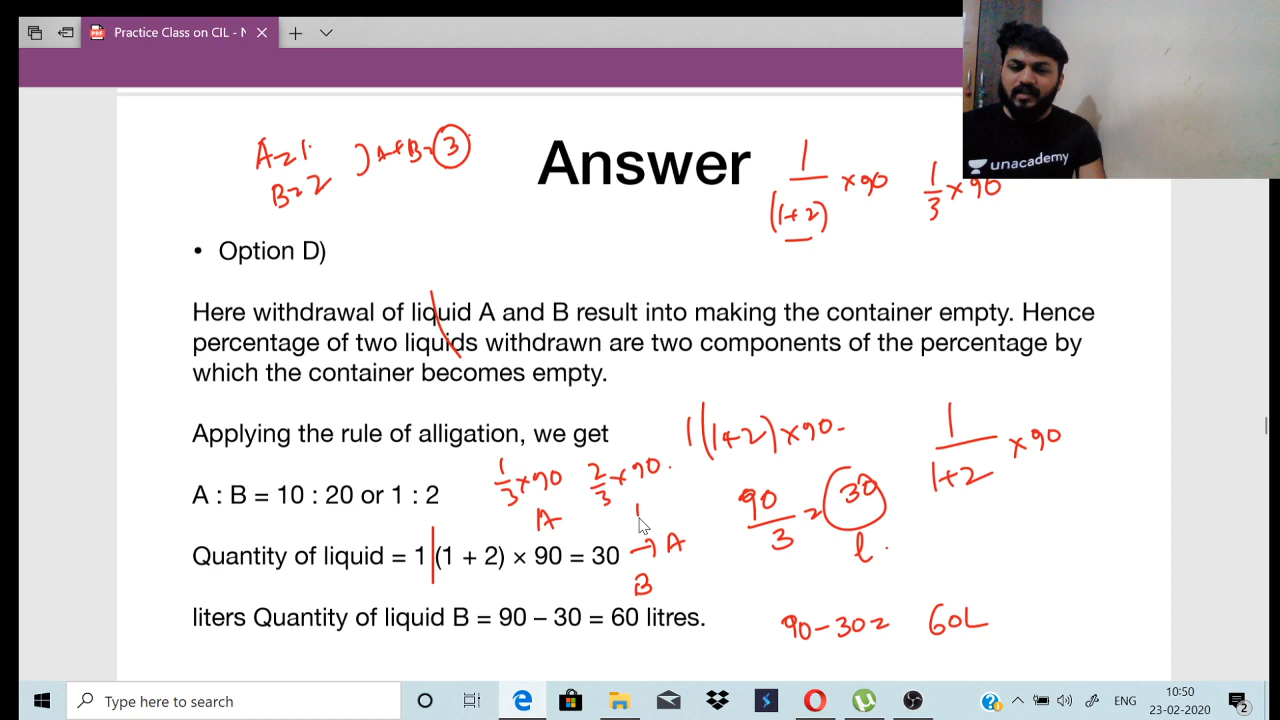 Practice Class on CIL - N
unacademy
A = 1
B = 2
A + B = 3
Answer
1
(1+2)
× 90
1
3
× 90
• Option D)
Here withdrawal of liquid A and B result into making the container empty. Hence
percentage of two liquids withdrawn are two components of the percentage by
which the container becomes empty.
Applying the rule of alligation, we get
1 (1+2) × 90
1
1+2
× 90
1/3 × 90
2/3 × 90
A
A : B = 10 : 20 or 1 : 2
90
3
= 30
l
Quantity of liquid = 1 (1 + 2) × 90 = 30
→ A
B
liters Quantity of liquid B = 90 – 30 = 60 litres.
90 - 30 = 60L
Type here to search
ENG
10:50
23-02-2020
2